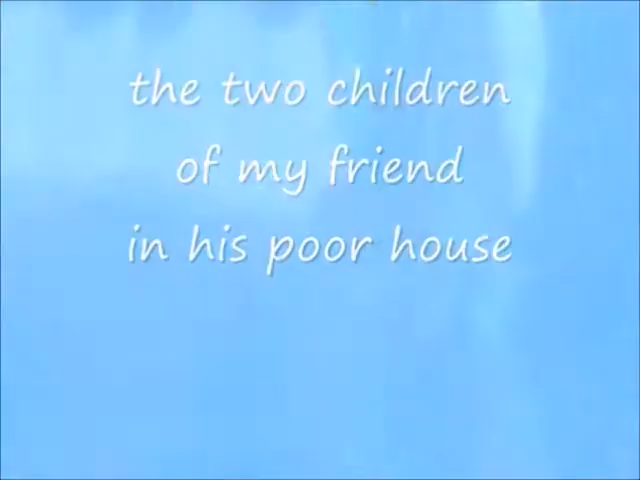 the two children
of my friend
in his poor house